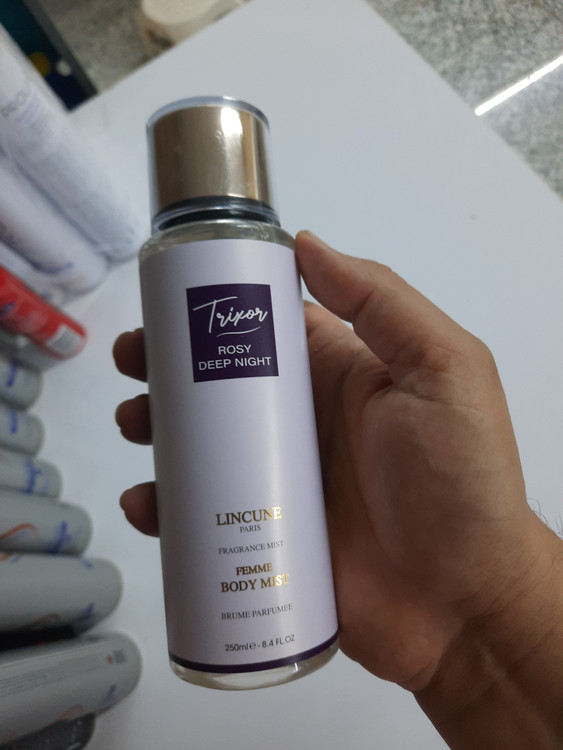 Trixor
ROSY
DEEP NIGHT
LINCUNE
PARIS
FRAGRANCE MIST
FEMME
BODY MIST
BRUME PARFUMEE
250ml℮ - 8.4 FL.OZ